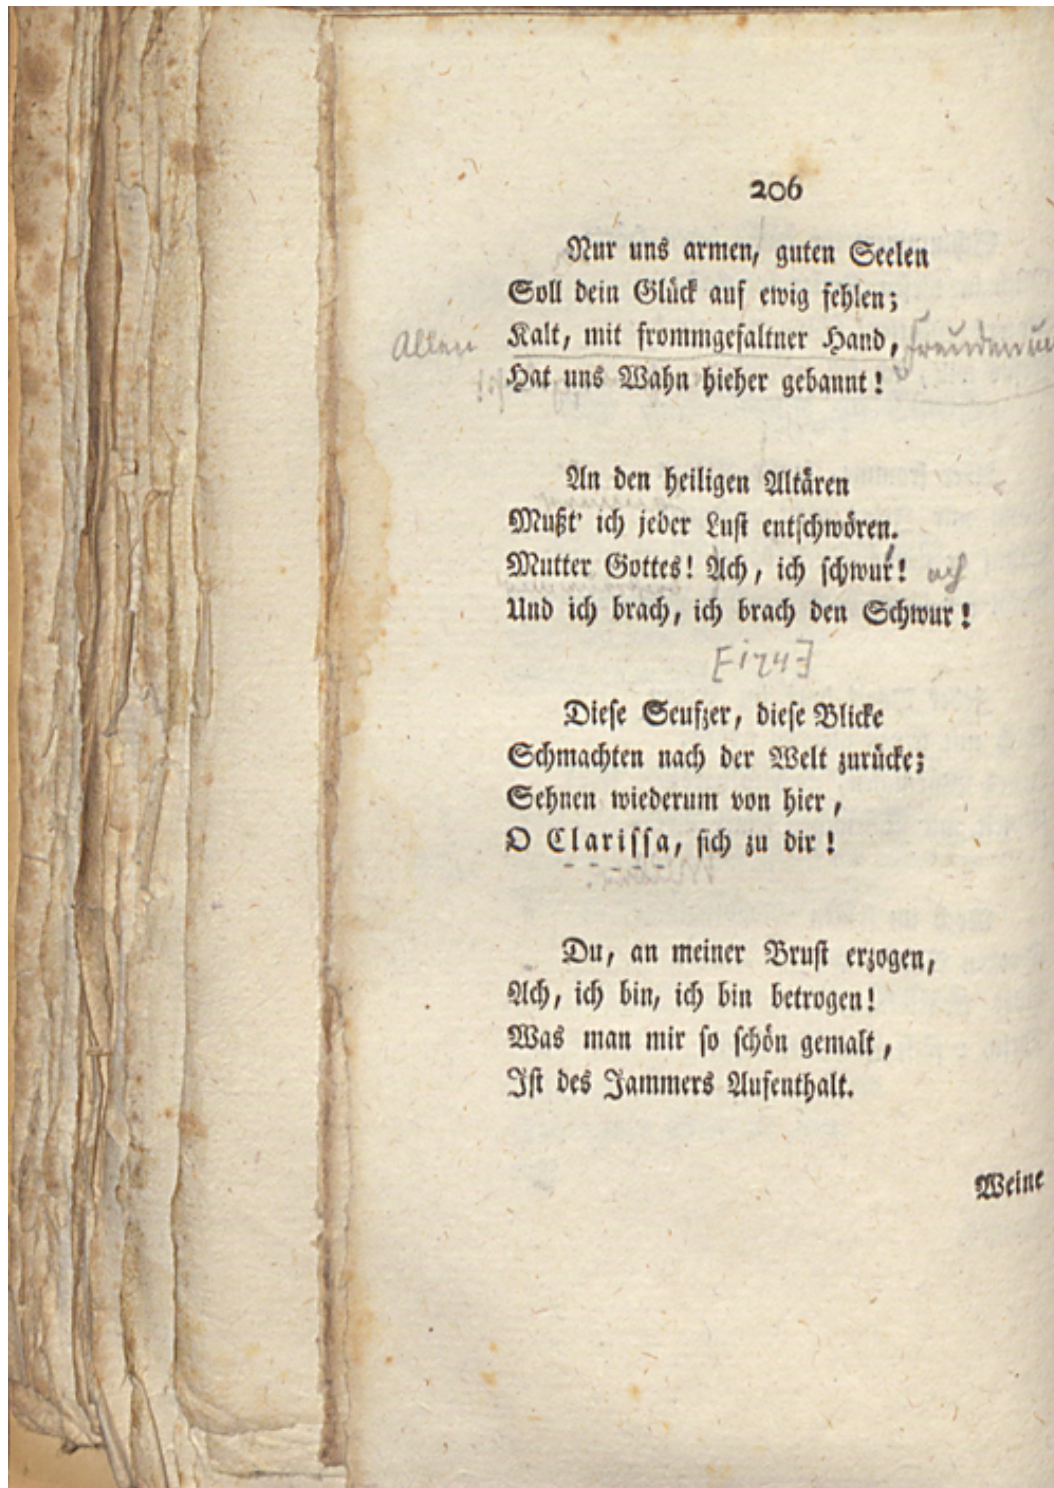 206
Nur uns armen, guten Seelen
Soll dein Glück auf ewig fehlen;
Allen Kalt, mit frommgefaltner Hand, Freuden
Hat uns Wahn hieher gebannt!
An den heiligen Altären
Mußt' ich jeder Lust entschwören.
Mutter Gottes! Ach, ich schwur! ach
Und ich brach, ich brach den Schwur!
[174]
Diese Seufzer, diese Blicke
Schmachten nach der Welt zurücke;
Sehnen wiederum von hier,
O Clarissa, sich zu dir!
Du, an meiner Brust erzogen,
Ach, ich bin, ich bin betrogen!
Was man mir so schön gemalt,
Ist des Jammers Aufenthalt.
Weine